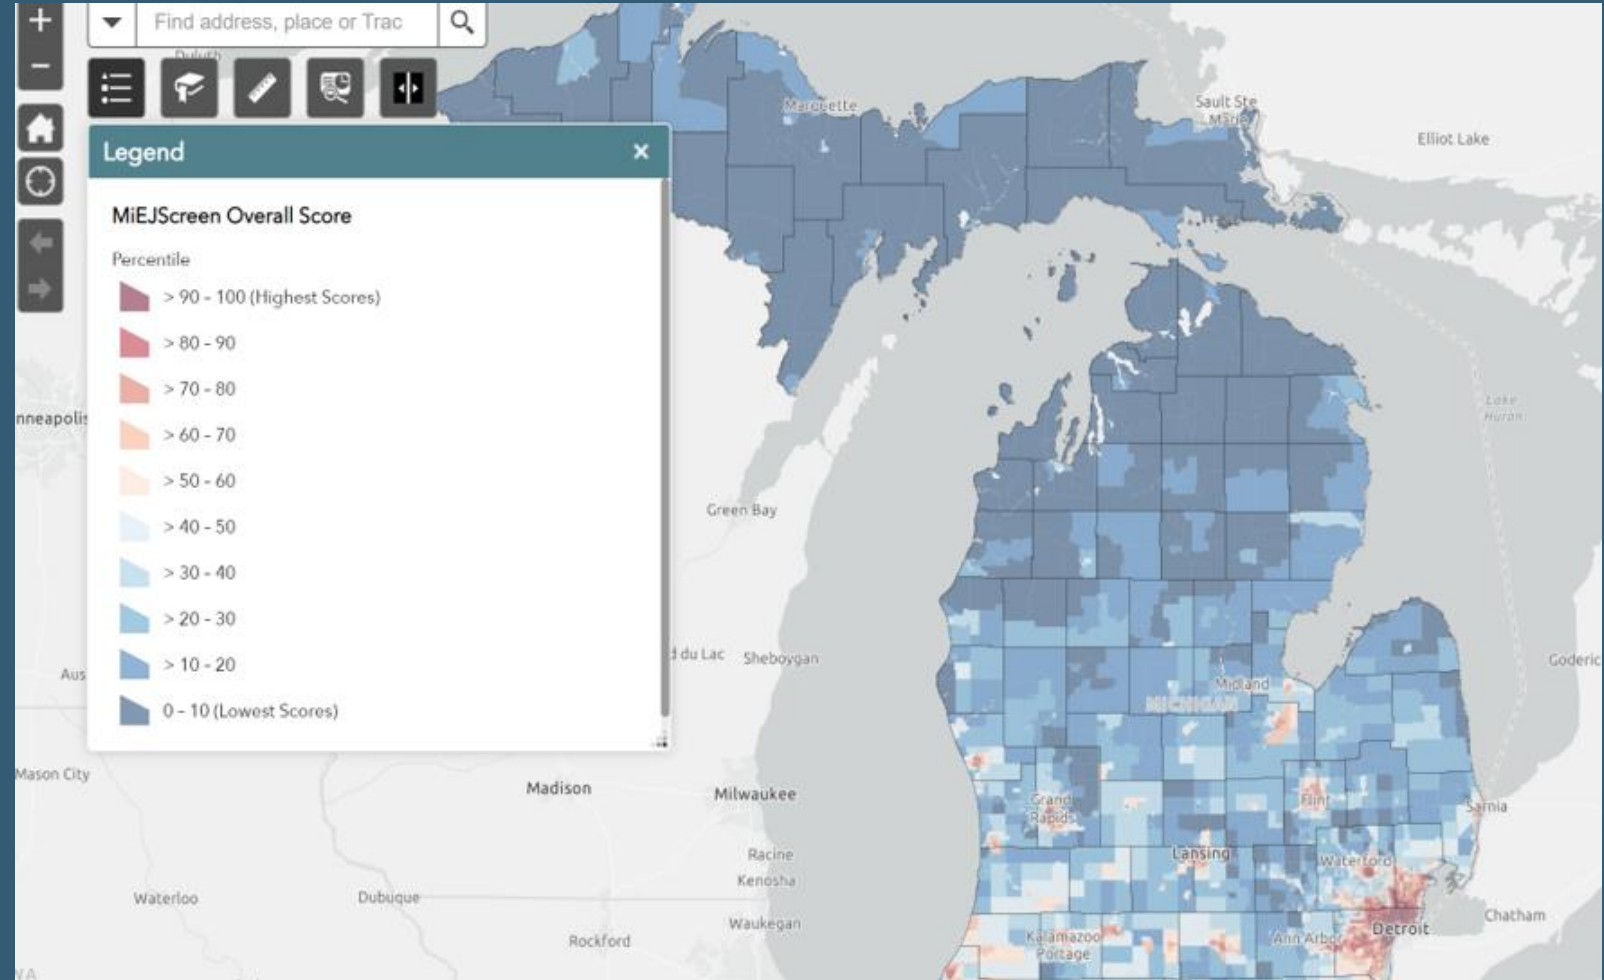 Find address, place or Trac
Duluth
Legend
MiEJScreen Overall Score
Percentile
> 90 - 100 (Highest Scores)
> 80 - 90
> 70 - 80
> 60 - 70
> 50 - 60
> 40 - 50
> 30 - 40
> 20 - 30
> 10 - 20
0 - 10 (Lowest Scores)
Marquette
Sault Ste
Marie
Elliot Lake
nneapolis
Lake
Huron
Green Bay
d du Lac
Sheboygan
Goderic
Aus
Midland
MICHIGAN
Mason City
Madison
Milwaukee
Grand
Rapids
Flint
Sarnia
Racine
Lansing
Waterford
Kenosha
Waterloo
Dubuque
Waukegan
Chatham
Rockford
Kalamazoo
Portage
Ann Arbor
Detroit